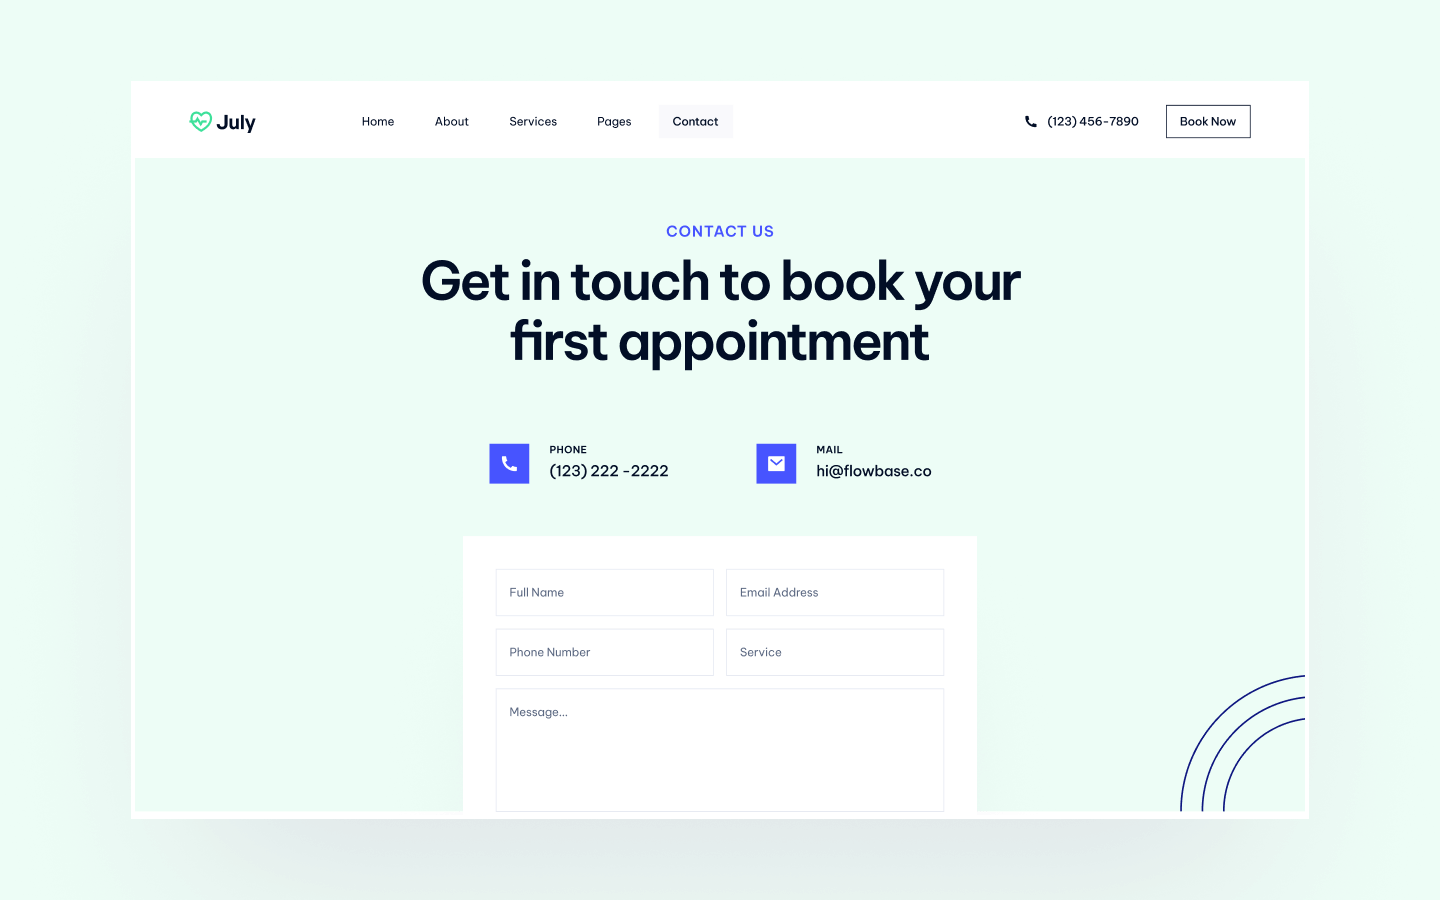 July
Home About Services Pages Contact
(123) 456-7890
Book Now
CONTACT US
Get in touch to book your
first appointment
PHONE
(123) 222 -2222
MAIL
hi@flowbase.co
Full Name
Email Address
Phone Number
Service
Message...